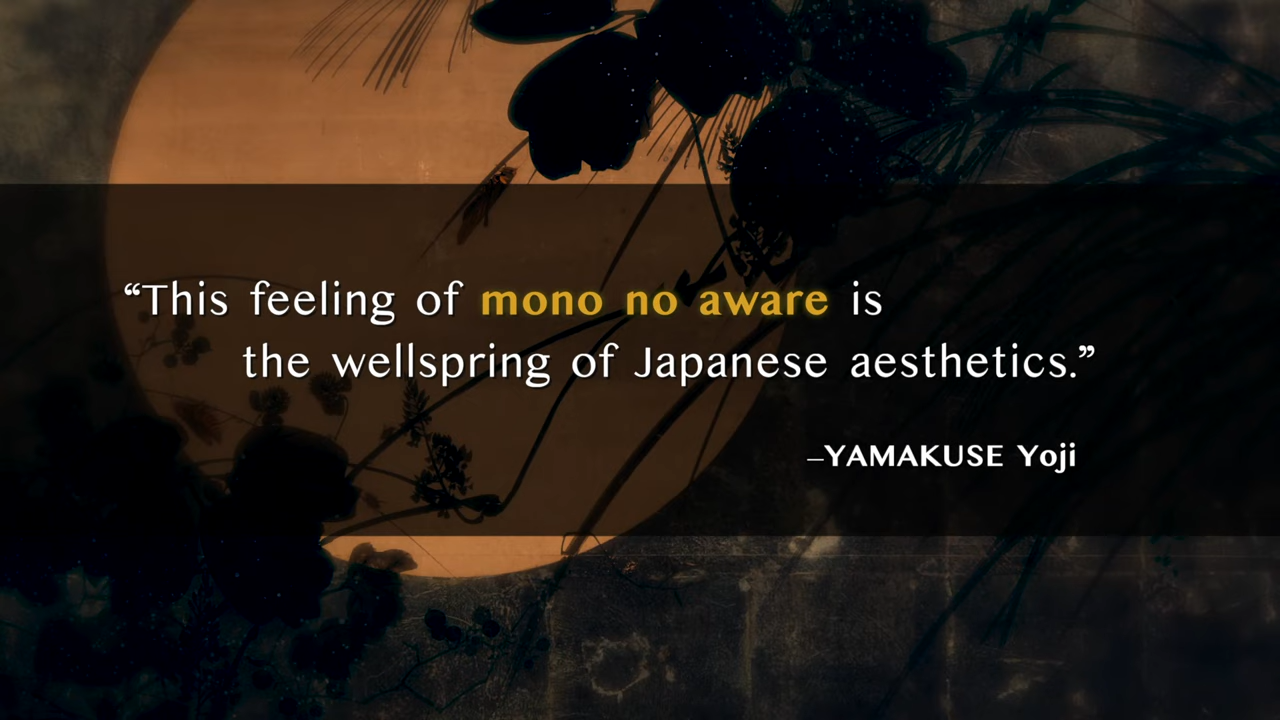 “This feeling of mono no aware is
the wellspring of Japanese aesthetics.”
–YAMAKUSE Yoji